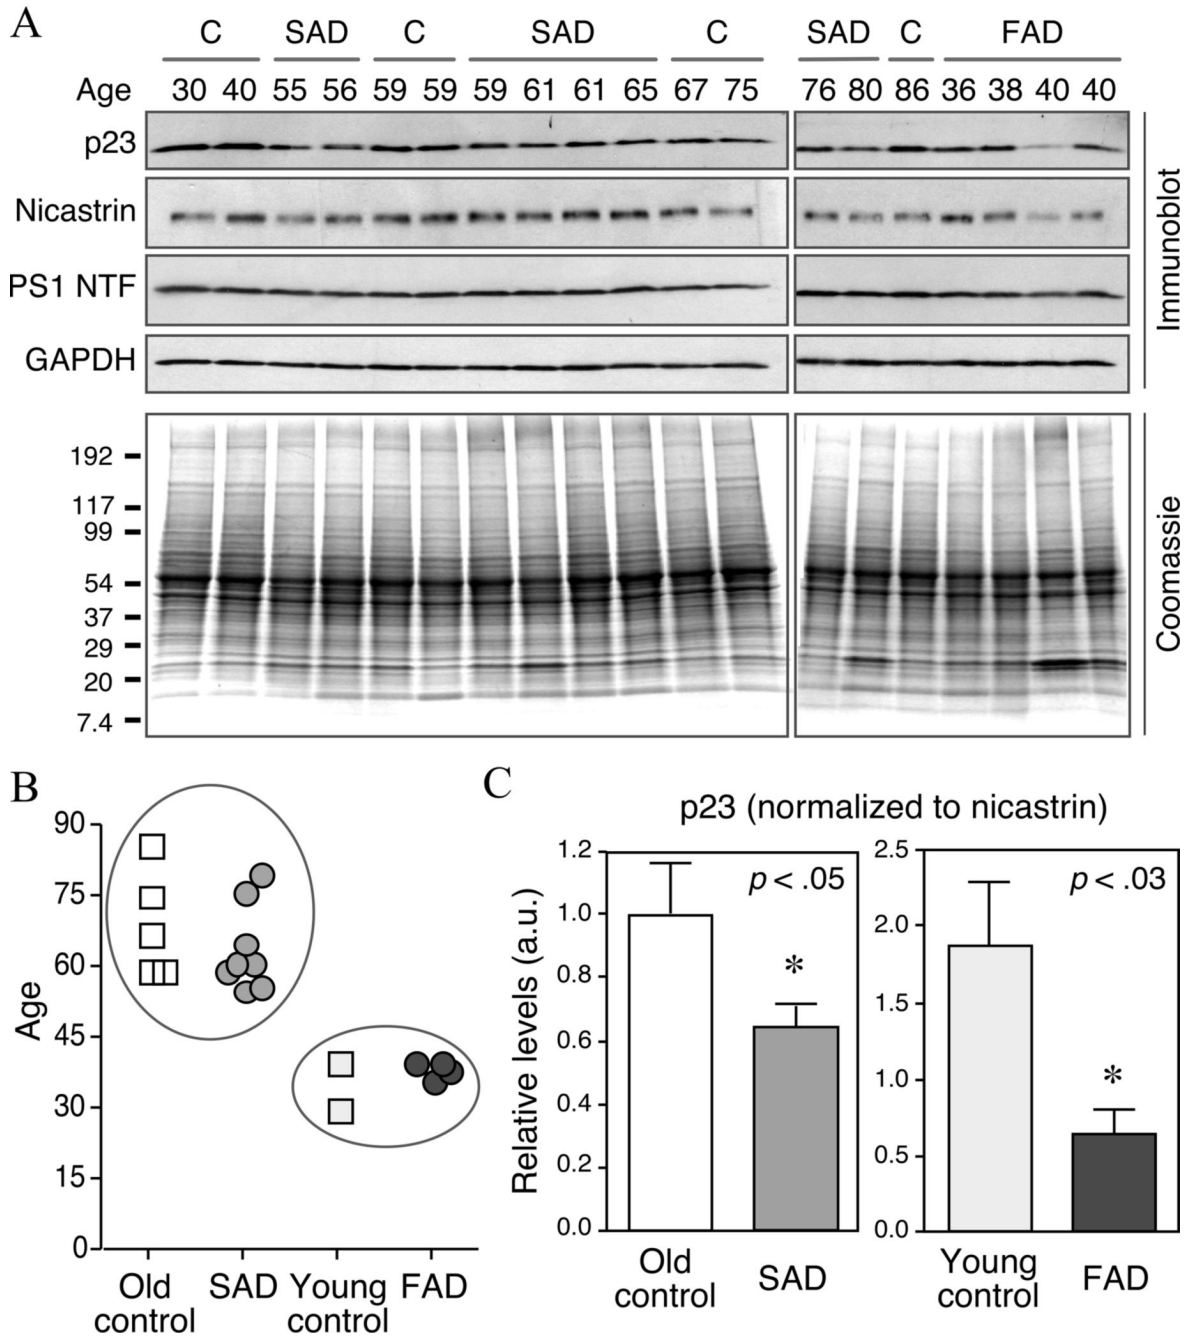 A
C SAD C SAD C SAD C FAD
Age 30 40 55 56 59 59 59 61 61 65 67 75 76 80 86 36 38 40 40
p23
Nicastrin
PS1 NTF
GAPDH
Immunoblot
192
117
99
54
37
29
20
7.4
Coomassie
B
90
75
60
45
30
15
0
Age
Old control
SAD
Young control
FAD
C
p23 (normalized to nicastrin)
Relative levels (a.u.)
1.2
1.0
0.8
0.6
0.4
0.2
0.0
p < .05
*
Old control
SAD
2.5
2.0
1.5
1.0
0.5
0.0
p < .03
*
Young control
FAD